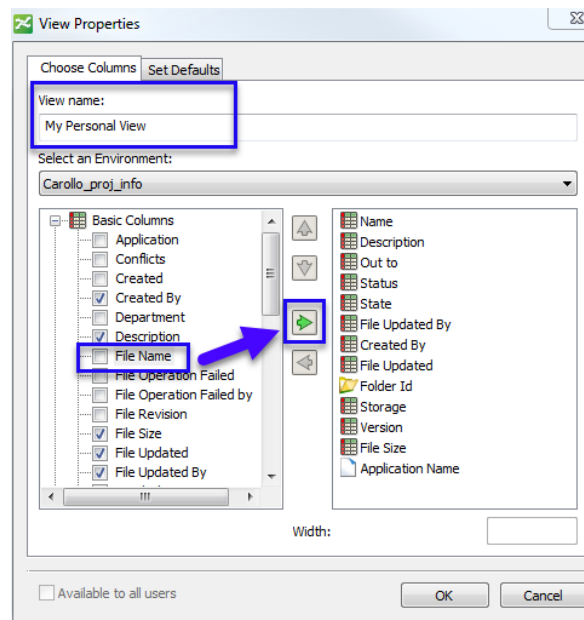 View Properties
Choose Columns
Set Defaults
View name:
My Personal View
Select an Environment:
Carollo_proj_info
Basic Columns
Application
Conflicts
Created
Created By
Department
Description
File Name
File Operation Failed
File Operation Failed by
File Revision
File Size
File Updated
File Updated By
Name
Description
Out to
Status
State
File Updated By
Created By
File Updated
Folder Id
Storage
Version
File Size
Application Name
Width:
Available to all users
OK
Cancel